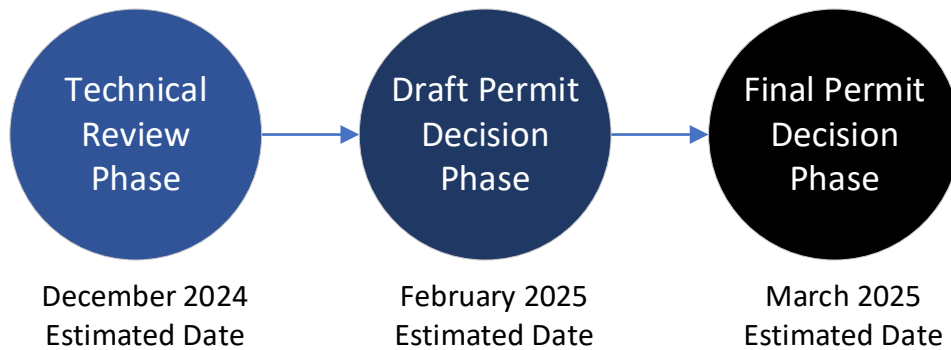 Technical
Review
Phase
Draft Permit
Decision
Phase
Final Permit
Decision
Phase
December 2024
Estimated Date
February 2025
Estimated Date
March 2025
Estimated Date